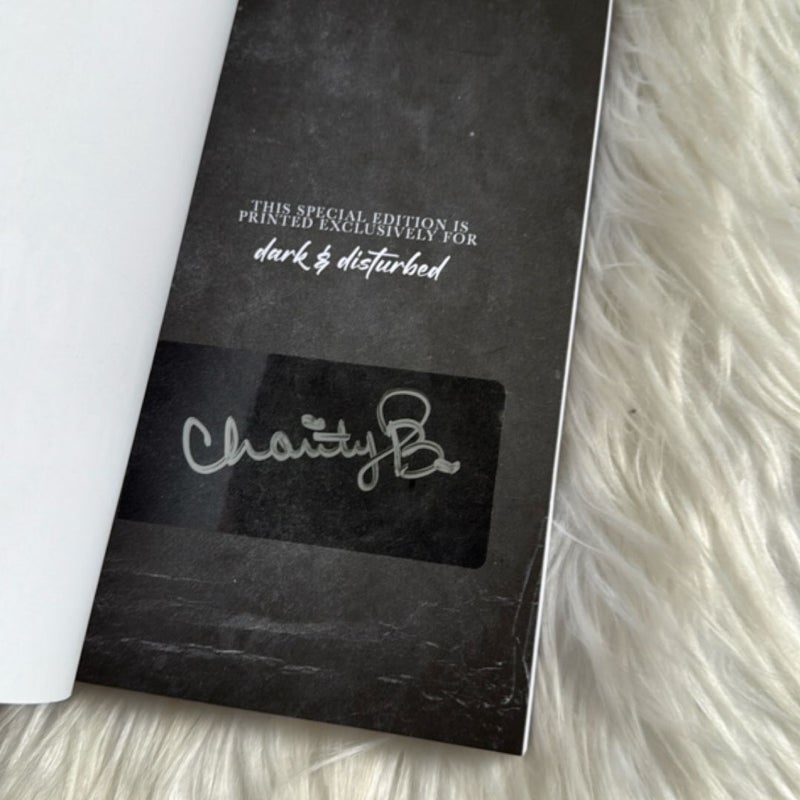 THIS SPECIAL EDITION IS
PRINTED EXCLUSIVELY FOR
dark & disturbed
Charity B